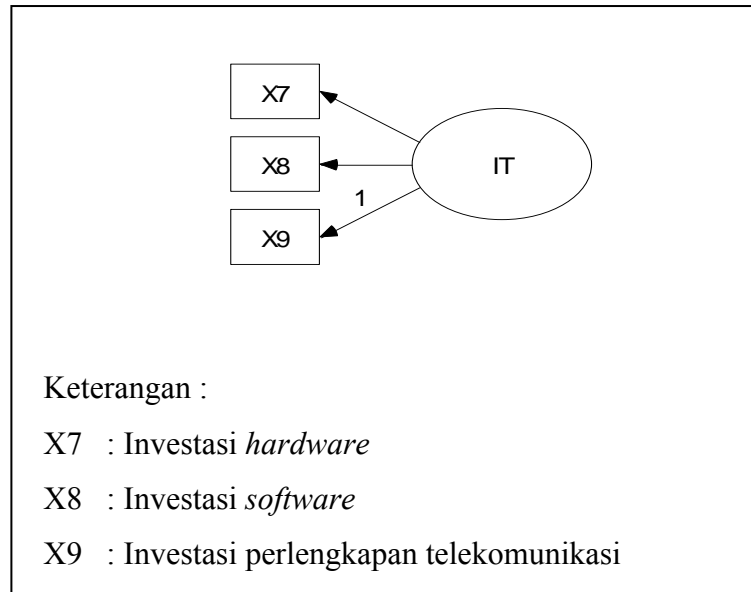 X7
X8
IT
1
X9
Keterangan :
X7 : Investasi hardware
X8 : Investasi software
X9 : Investasi perlengkapan telekomunikasi